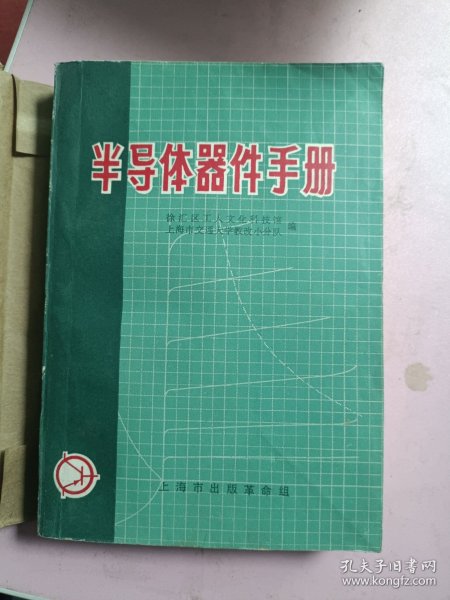 半导体器件手册
徐汇区工人文化科技馆
上海市交通大学教改小分队
编
上海市出版革命组
孔夫子旧书网
www.kongfz.com